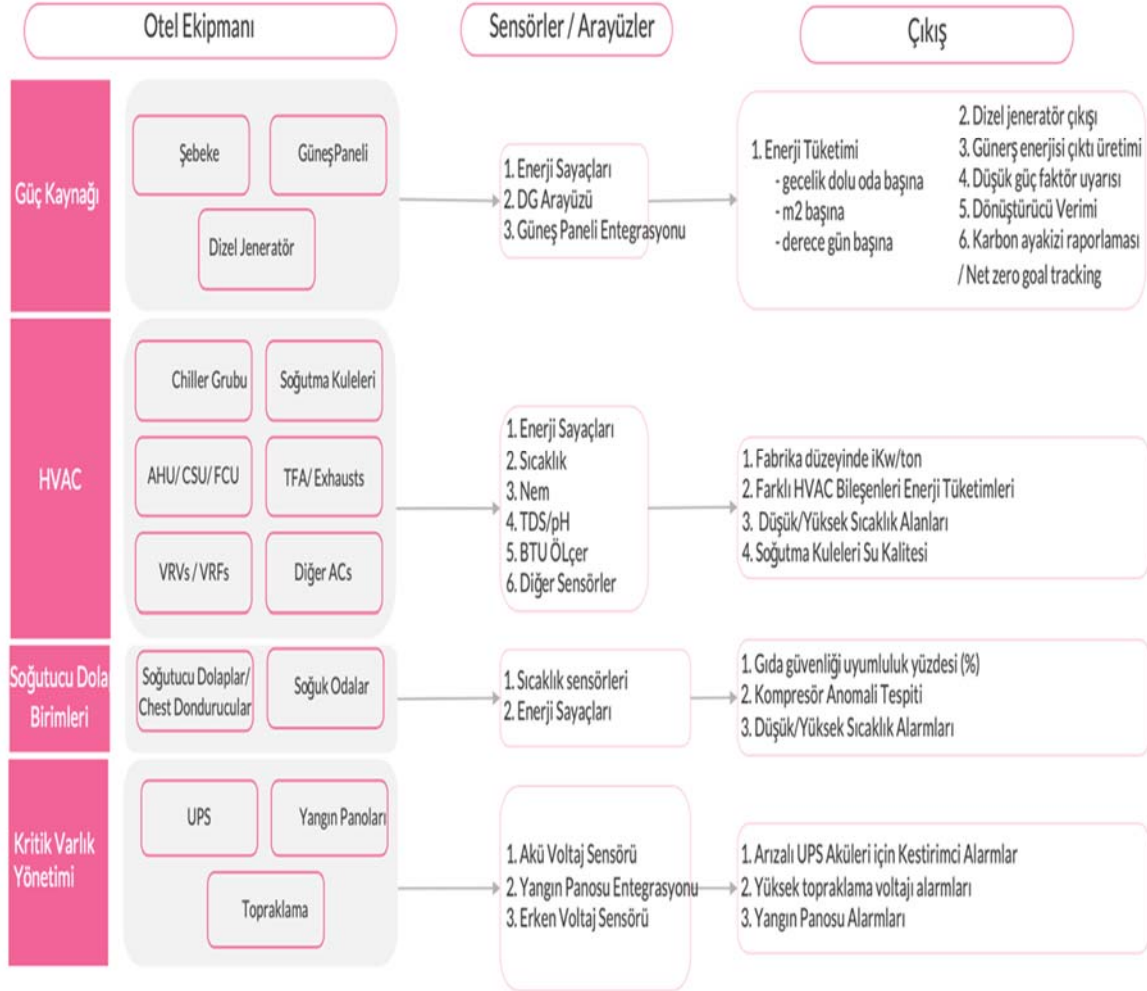 Otel Ekipmanı
Sensörler / Arayüzler
Çıkış
Güç Kaynağı
Şebeke
GüneşPaneli
Dizel Jeneratör
1. Enerji Sayaçları
2. DG Arayüzü
3. Güneş Paneli Entegrasyonu
1. Enerji Tüketimi
- gecelik dolu oda başına
- m2 başına
- derece gün başına
2. Dizel jeneratör çıkışı
3. Günerş enerjisi çıktı üretimi
4. Düşük güç faktör uyarısı
5. Dönüştürücü Verimi
6. Karbon ayakizi raporlaması
/ Net zero goal tracking
HVAC
Chiller Grubu
Soğutma Kuleleri
AHU/ CSU/ FCU
TFA/ Exhausts
VRVs / VRFs
Diğer ACs
1. Enerji Sayaçları
2. Sıcaklık
3. Nem
4. TDS/pH
5. BTU ÖLçer
6. Diğer Sensörler
1. Fabrika düzeyinde iKw/ton
2. Farklı HVAC Bileşenleri Enerji Tüketimleri
3. Düşük/Yüksek Sıcaklık Alanları
4. Soğutma Kuleleri Su Kalitesi
Soğutucu Dola
Birimleri
Soğutucu Dolaplar/
Chest Dondurucular
Soğuk Odalar
1. Sıcaklık sensörleri
2. Enerji Sayaçları
1. Gıda güvenliği uyumluluk yüzdesi (%)
2. Kompresör Anomali Tespiti
3. Düşük/Yüksek Sıcaklık Alarmları
Kritik Varlık
Yönetimi
UPS
Yangın Panoları
Topraklama
1. Akü Voltaj Sensörü
2. Yangın Panosu Entegrasyonu
3. Erken Voltaj Sensörü
1. Arızalı UPS Aküleri için Kestirimci Alarmlar
2. Yüksek topraklama voltajı alarmları
3. Yangın Panosu Alarmları